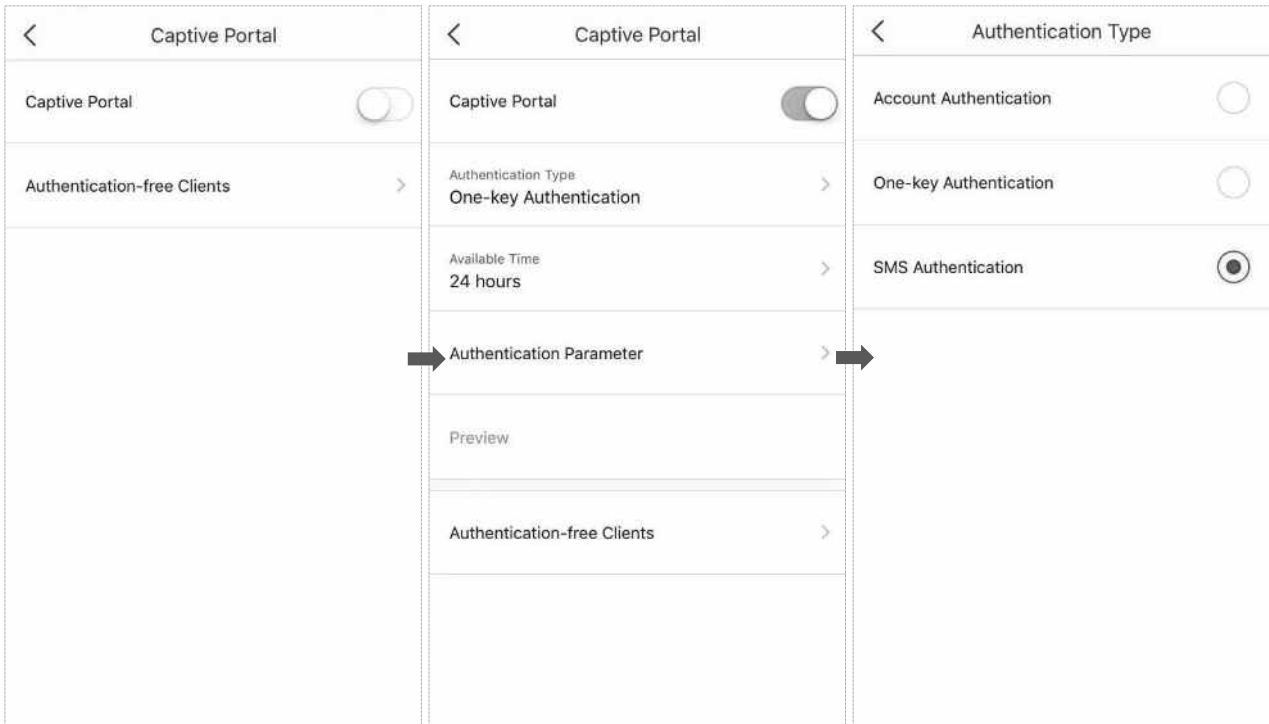 Captive Portal
Captive Portal
Authentication-free Clients
Captive Portal
Captive Portal
Authentication Type
One-key Authentication
Available Time
24 hours
Authentication Parameter
Preview
Authentication-free Clients
Authentication Type
Account Authentication
One-key Authentication
SMS Authentication